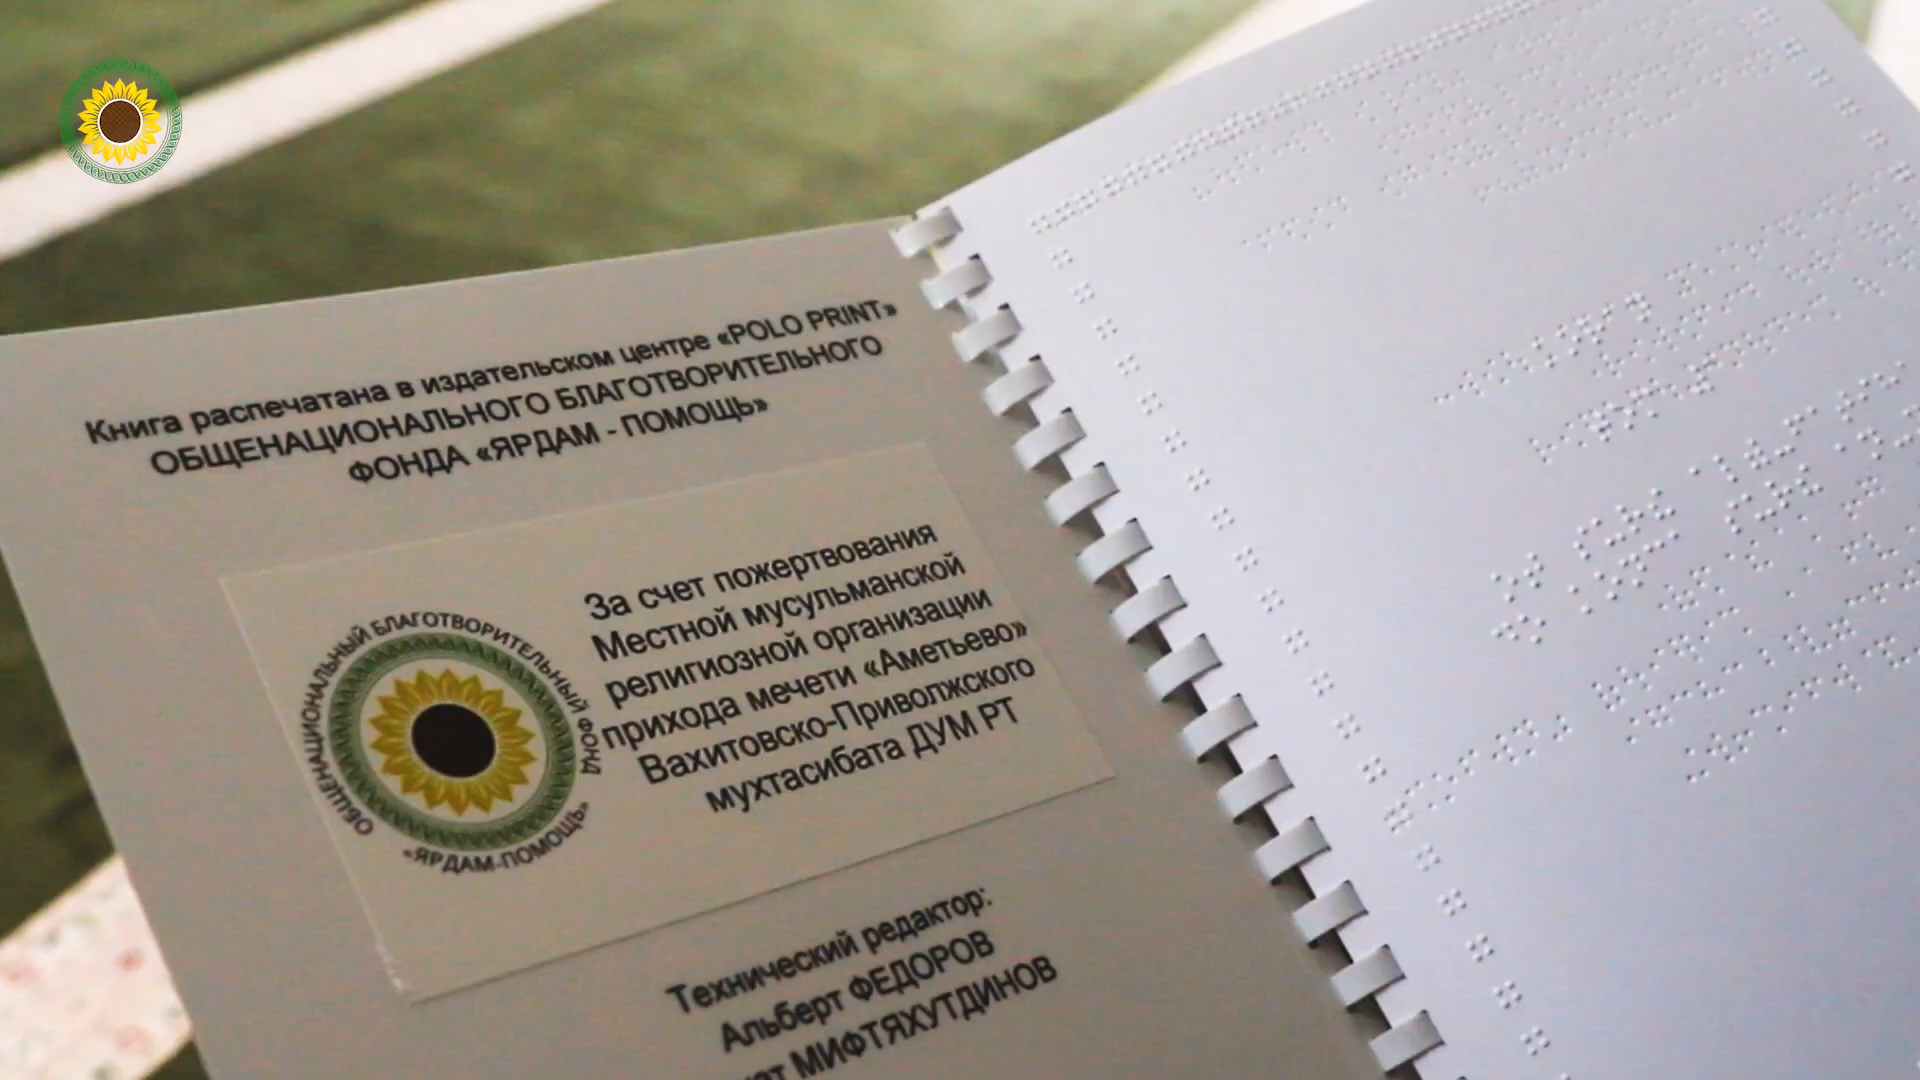 Книга распечатана в издательском центре «POLO PRINT»
ОБЩЕНАЦИОНАЛЬНОГО БЛАГОТВОРИТЕЛЬНОГО
ФОНДА «ЯРДАМ - ПОМОЩЬ»
ОБЩЕНАЦИОНАЛЬНЫЙ БЛАГОТВОРИТЕЛЬНЫЙ ФОНД
«ЯРДАМ-ПОМОЩЬ»
За счет пожертвования
Местной мусульманской
религиозной организации
прихода мечети «Аметьево»
Вахитовско-Приволжского
мухтасибата ДУМ РТ
Технический редактор:
Альберт ФЕДОРОВ
МИФТЯХУТДИНОВ